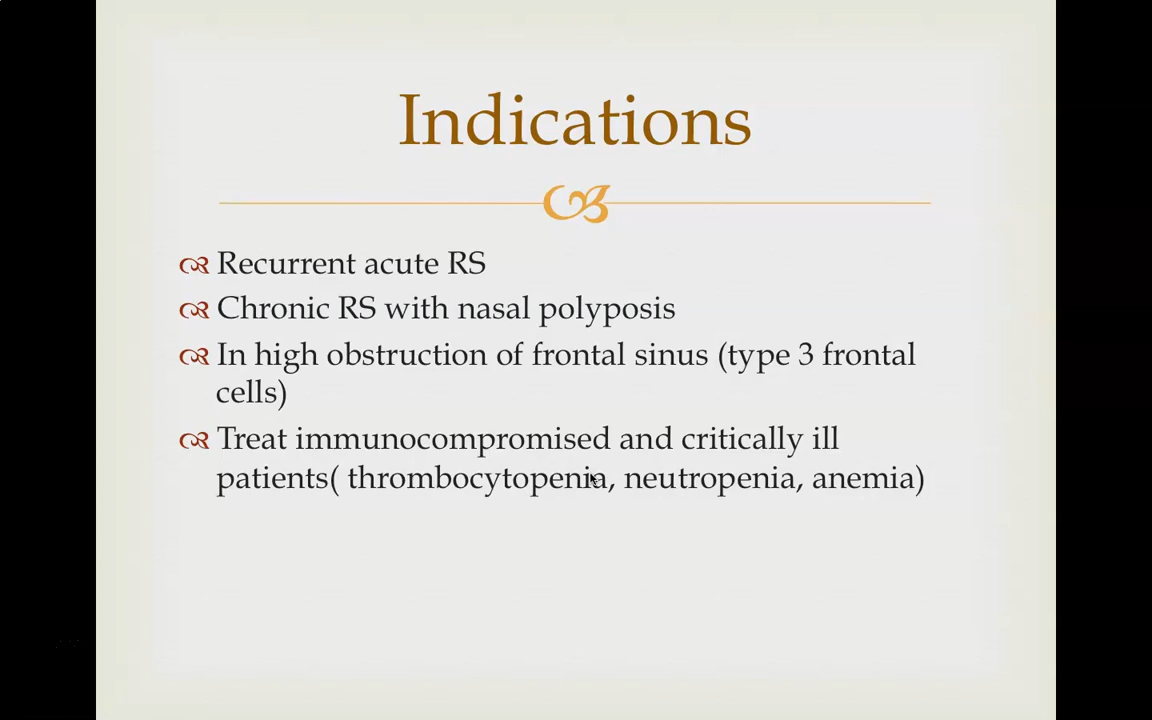 Indications
Recurrent acute RS
Chronic RS with nasal polyposis
In high obstruction of frontal sinus (type 3 frontal
cells)
Treat immunocompromised and critically ill
patients( thrombocytopenia, neutropenia, anemia)